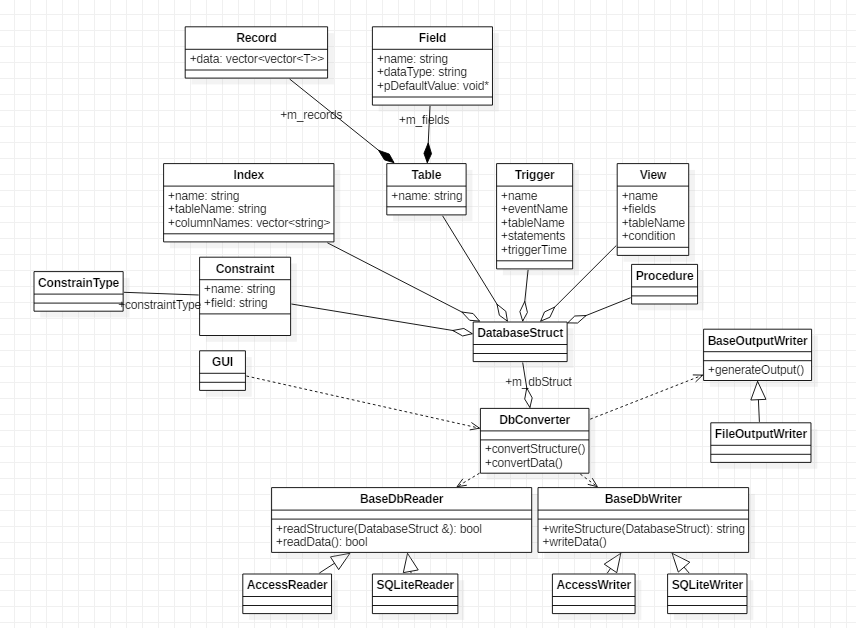 Record
+data: vector<vector<T>>
Field
+name: string
+dataType: string
+pDefaultValue: void*
+m_records
+m_fields
Index
+name: string
+tableName: string
+columnNames: vector<string>
Table
+name: string
Trigger
+name
+eventName
+tableName
+statements
+triggerTime
View
+name
+fields
+tableName
+condition
ConstrainType
+constraintType
Constraint
+name: string
+field: string
Procedure
DatabaseStruct
GUI
+m_dbStruct
BaseOutputWriter
+generateOutput()
DbConverter
+convertStructure()
+convertData()
FileOutputWriter
BaseDbReader
+readStructure(DatabaseStruct &): bool
+readData(): bool
BaseDbWriter
+writeStructure(DatabaseStruct): string
+writeData()
AccessReader
SQLiteReader
AccessWriter
SQLiteWriter